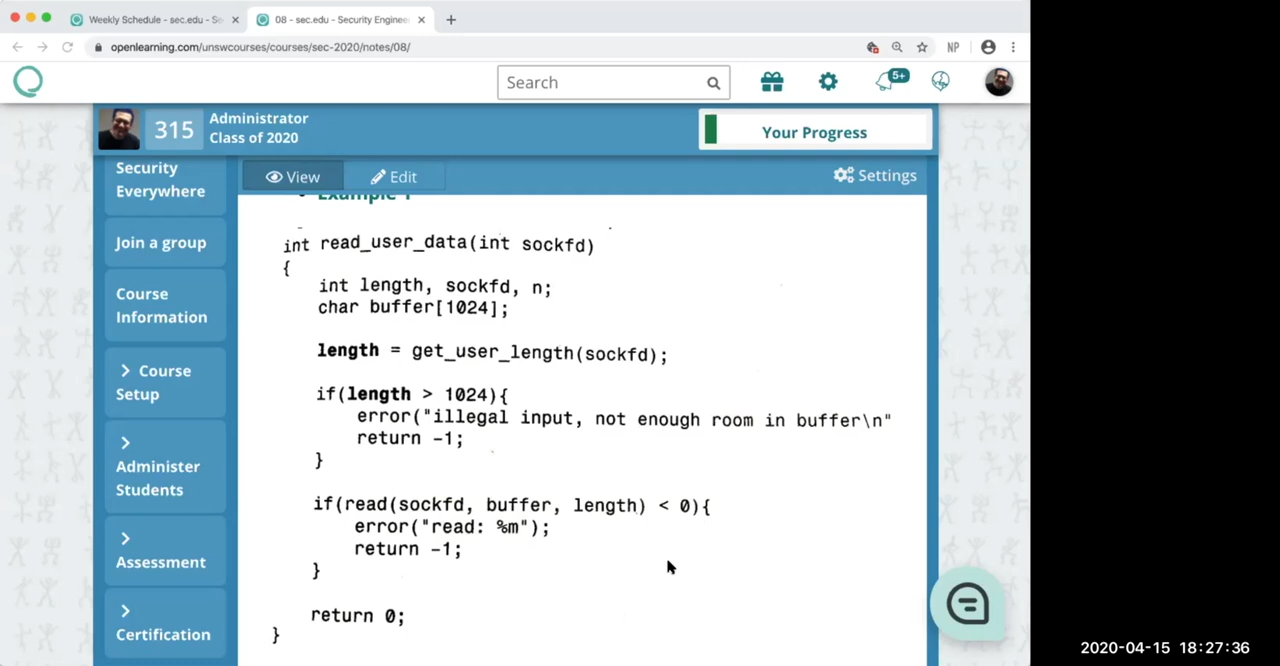 Weekly Schedule - sec.edu - Se
08 - sec.edu - Security Enginee
openlearning.com/unswcourses/courses/sec-2020/notes/08/
NP
Search
5+
315
Administrator
Class of 2020
Your Progress
Security
Everywhere
Join a group
Course
Information
> Course
Setup
>
Administer
Students
>
Assessment
>
Certification
View
Edit
Settings
Example 1
int read_user_data(int sockfd)
{
int length, sockfd, n;
char buffer[1024];
length = get_user_length(sockfd);
if(length > 1024){
error("illegal input, not enough room in buffer\n"
return -1;
}
if(read(sockfd, buffer, length) < 0){
error("read: %m");
return -1;
}
return 0;
}
2020-04-15 18:27:36